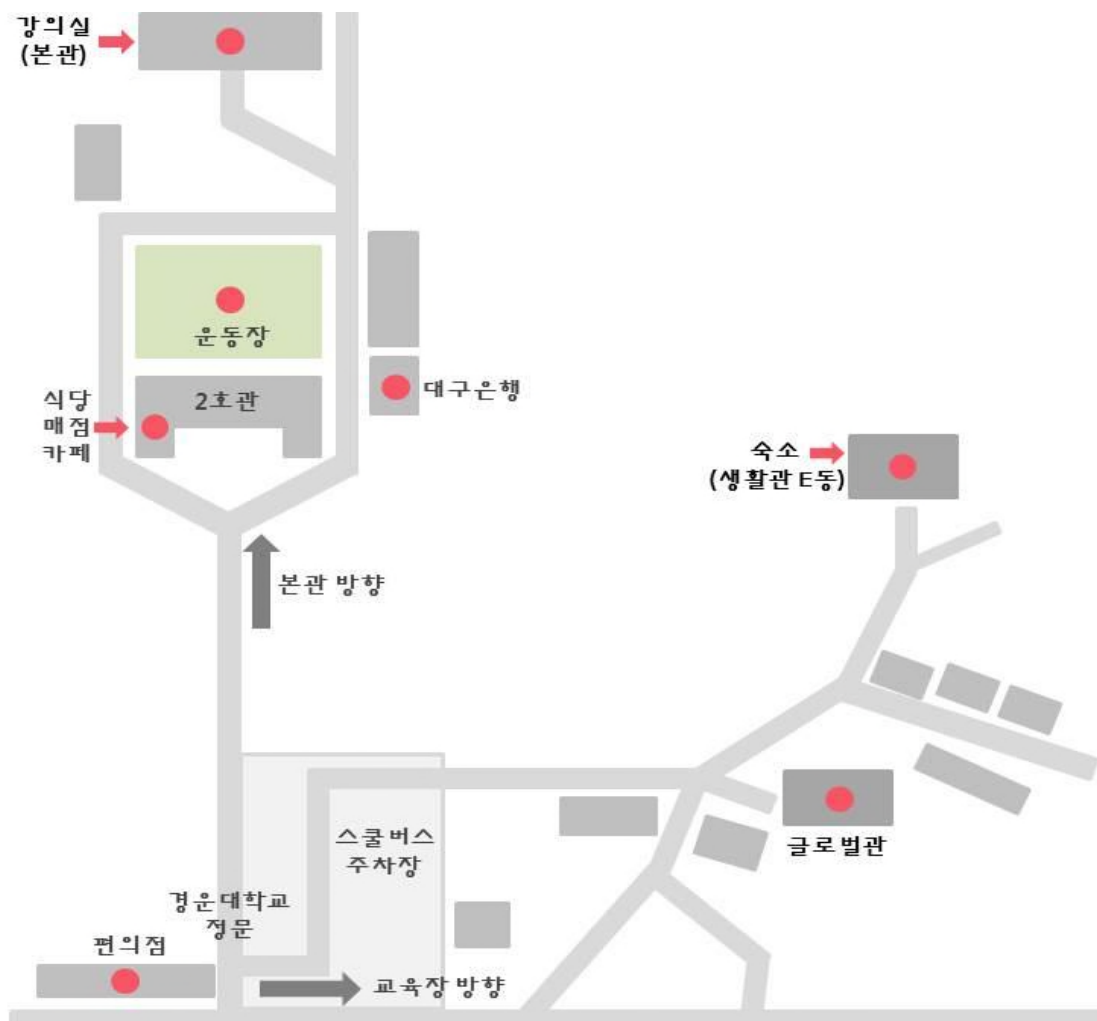 강의실
(본관)
운동장
식당
매점
카페
2호관
대구은행
숙소
(생활관 E동)
본관 방향
스쿨버스
주차장
글로벌관
경운대학교
정문
편의점
교육장 방향